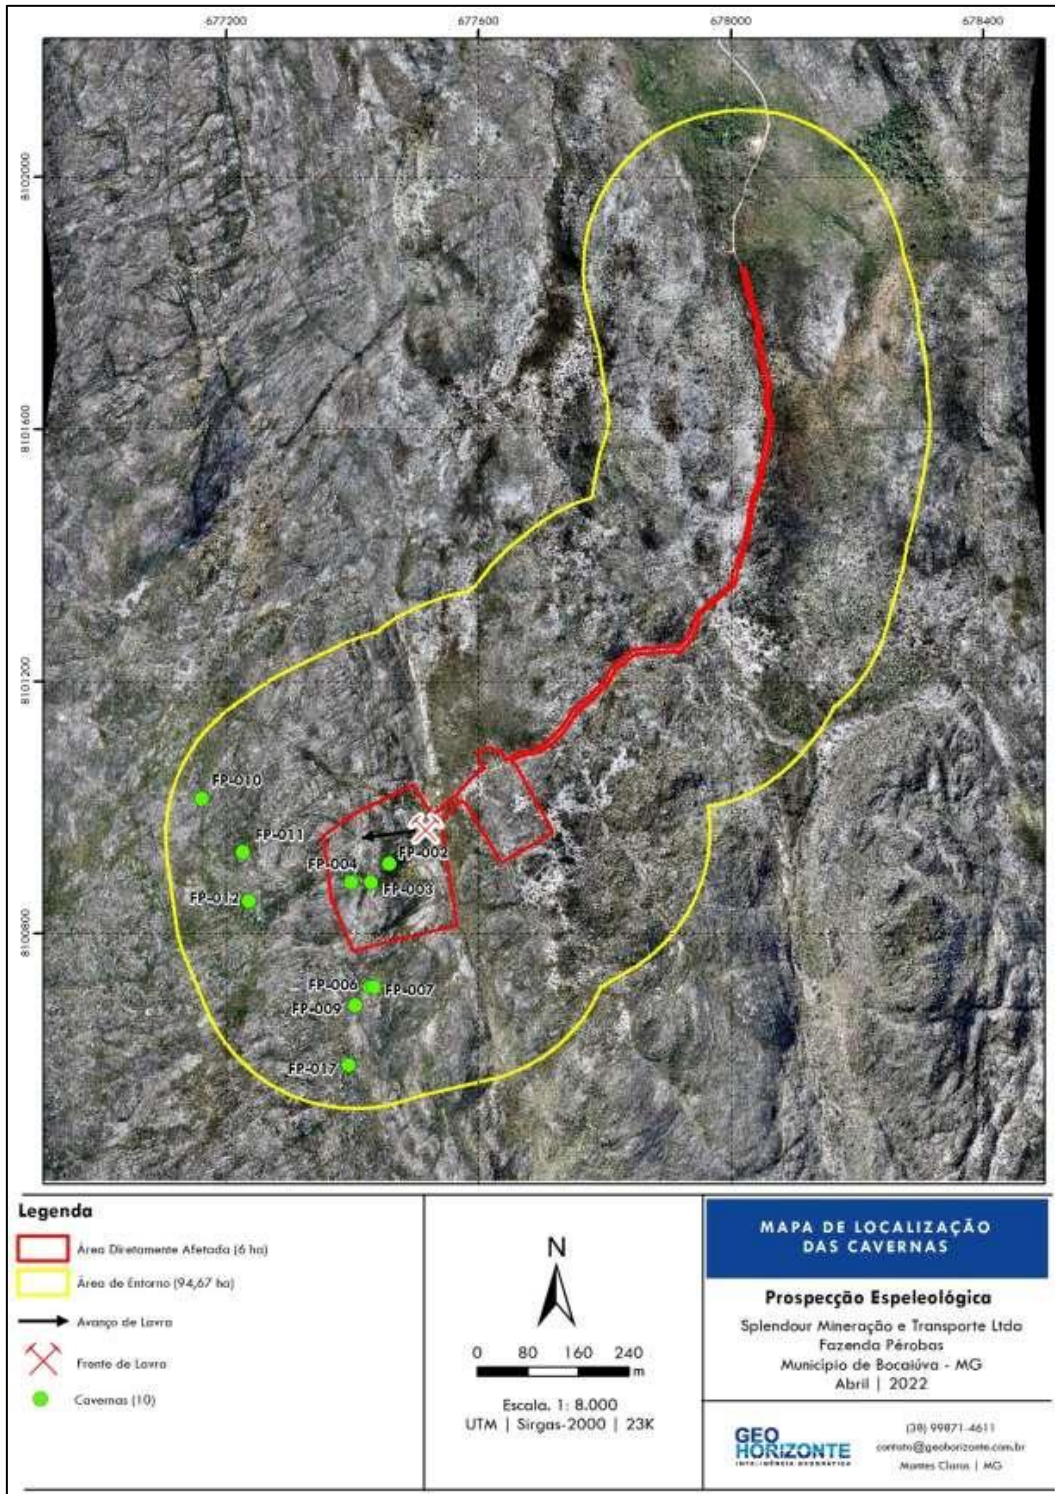 677200 677600 678000 678400
8102000
8101600
8101200
8100800
FP-010
FP-011
FP-002
FP-004
FP-003
FP-012
FP-006
FP-007
FP-009
FP-017
Legenda
Área Diretamente Afetada (6 ha)
Área de Entorno (94,67 ha)
Avanço de Lavra
Frente de Lavra
Cavernas (10)
N
0 80 160 240
m
Escala. 1: 8.000
UTM | Sirgas-2000 | 23K
MAPA DE LOCALIZAÇÃO
DAS CAVERNAS
Prospecção Espeleológica
Splendour Mineração e Transporte Ltda
Fazenda Pérobas
Município de Bocaiúva - MG
Abril | 2022
GEO
HORIZONTE
INTELIGÊNCIA GEOGRÁFICA
(38) 99871-4611
contato@geohorizonte.com.br
Montes Claros | MG